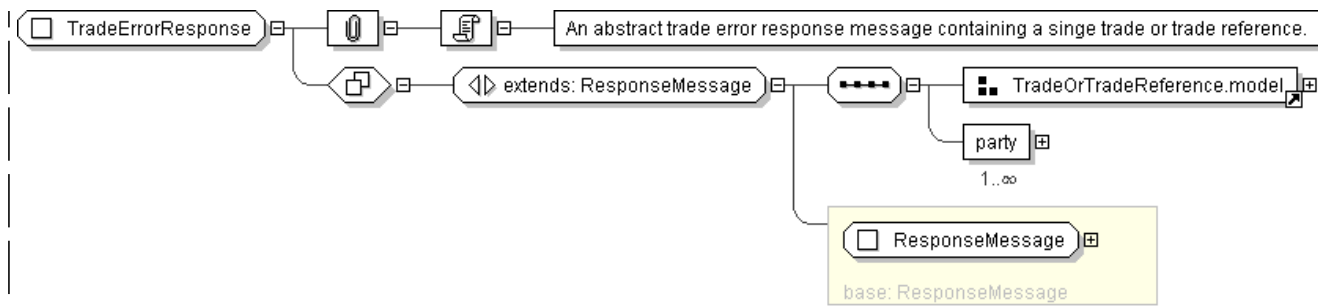 TradeErrorResponse
An abstract trade error response message containing a singe trade or trade reference.
extends: ResponseMessage
TradeOrTradeReference.model
party
1..∞
ResponseMessage
base: ResponseMessage